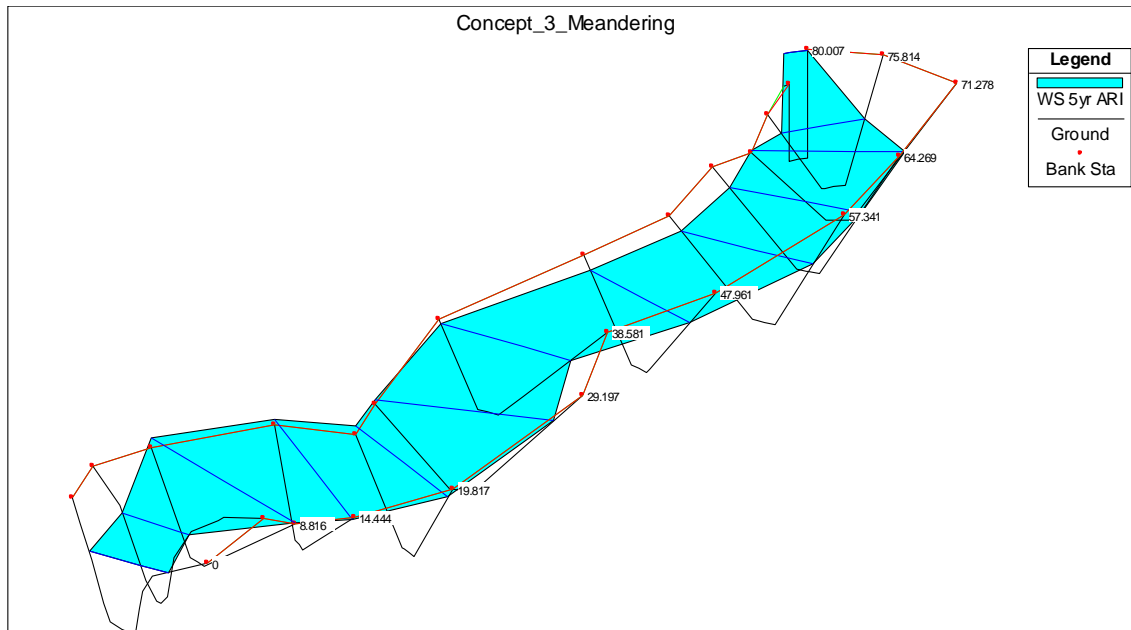 Concept_3_Meandering
80.007
75.814
71.278
64.269
57.341
47.961
38.581
29.197
19.817
14.444
8.816
0
Legend
WS 5yr ARI
Ground
Bank Sta